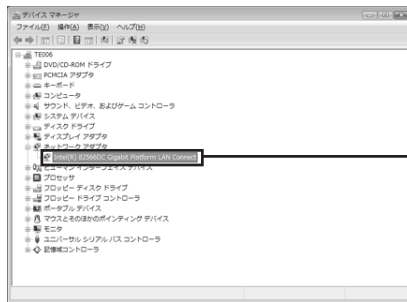 デバイス マネージャ
ファイル(F) 操作(A) 表示(V) ヘルプ(H)
TE006
DVD/CD-ROM ドライブ
PCMCIA アダプタ
キーボード
コンピュータ
サウンド、ビデオ、およびゲーム コントローラ
システム デバイス
ディスク ドライブ
ディスプレイ アダプタ
ネットワーク アダプタ
Intel(R) 82566DC Gigabit Platform LAN Connect
ヒューマン インターフェイス デバイス
プロセッサ
フロッピー ディスク ドライブ
フロッピー ドライブ コントローラ
ポータブル デバイス
マウスとそのほかのポインティング デバイス
モニタ
ユニバーサル シリアル バス コントローラ
記憶域コントローラ